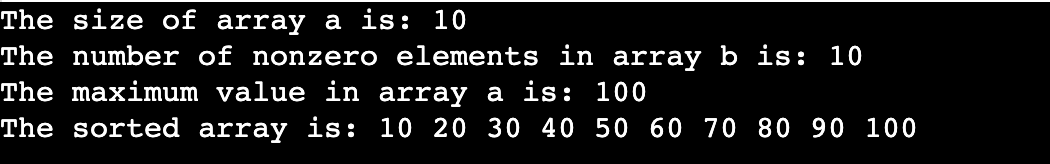 The size of array a is: 10
The number of nonzero elements in array b is: 10
The maximum value in array a is: 100
The sorted array is: 10 20 30 40 50 60 70 80 90 100